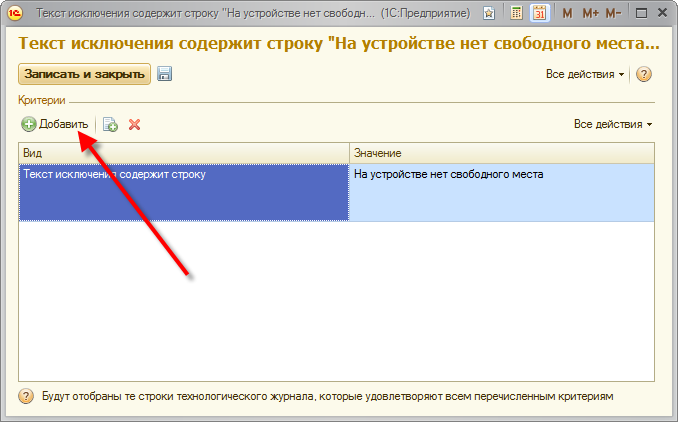 Текст исключения содержит строку "На устройстве нет свободн... (1С:Предприятие) 31 M M+ M-
Текст исключения содержит строку "На устройстве нет свободного места...
Записать и закрыть Все действия ?
Критерии
Добавить Все действия
Вид Значение
Текст исключения содержит строку На устройстве нет свободного места
? Будут отобраны те строки технологического журнала, которые удовлетворяют всем перечисленным критериям